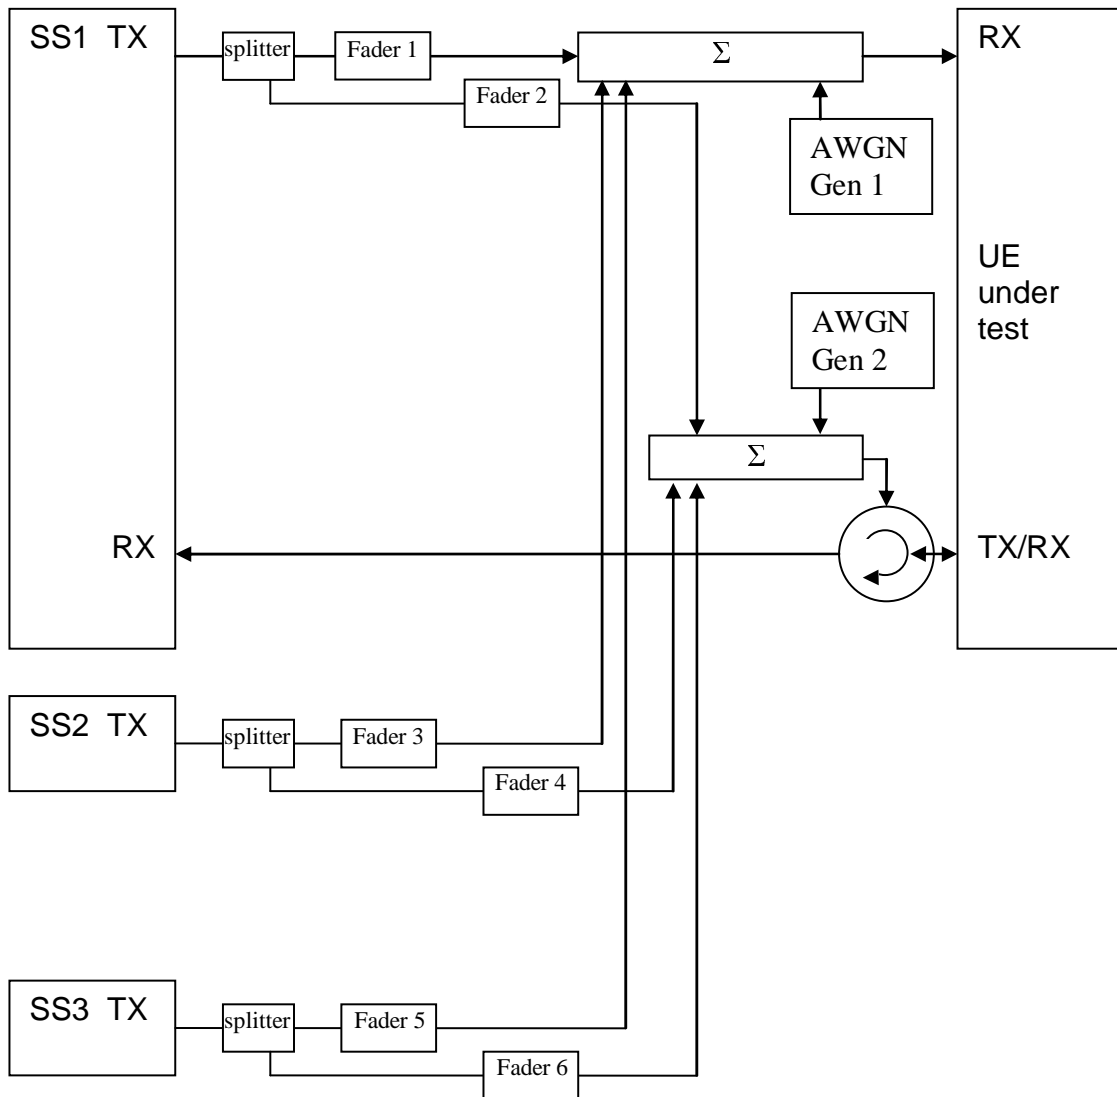 SS1 TX
splitter
Fader 1
Σ
RX
Fader 2
AWGN
Gen 1
UE
under
test
AWGN
Gen 2
Σ
RX
TX/RX
SS2 TX
splitter
Fader 3
Fader 4
SS3 TX
splitter
Fader 5
Fader 6